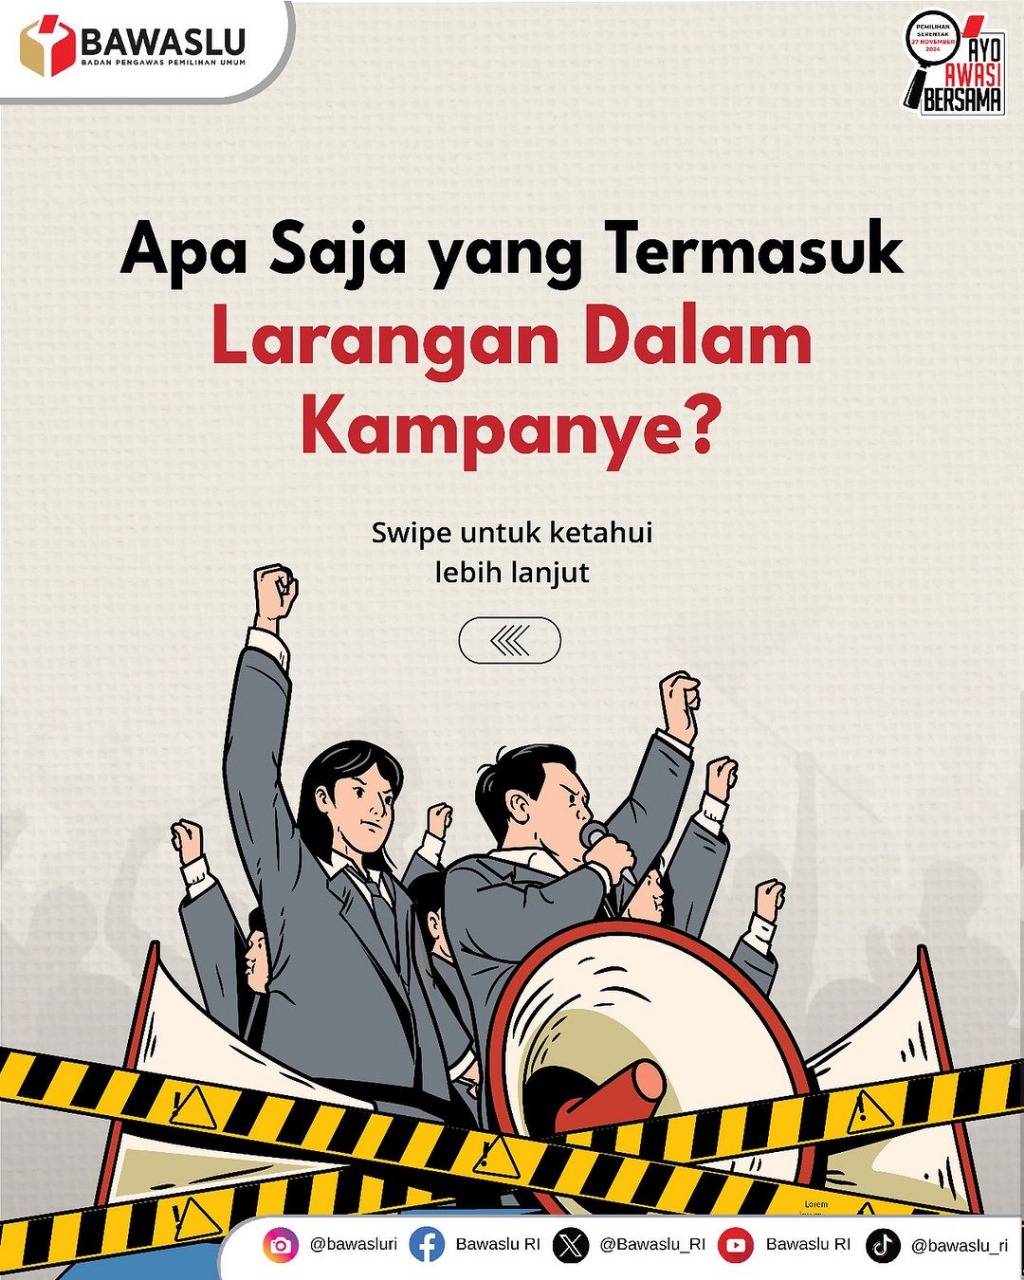 BAWASLU
BADAN PENGAWAS PEMILIHAN UMUM
PEMILIHAN
SERENTAK
27 NOVEMBER
2024
AYO
AWASI
BERSAMA
Apa Saja yang Termasuk
Larangan Dalam
Kampanye?
Swipe untuk ketahui
lebih lanjut
Lorem
@bawasluri
Bawaslu RI
@Bawaslu_RI
Bawaslu RI
@bawaslu_ri